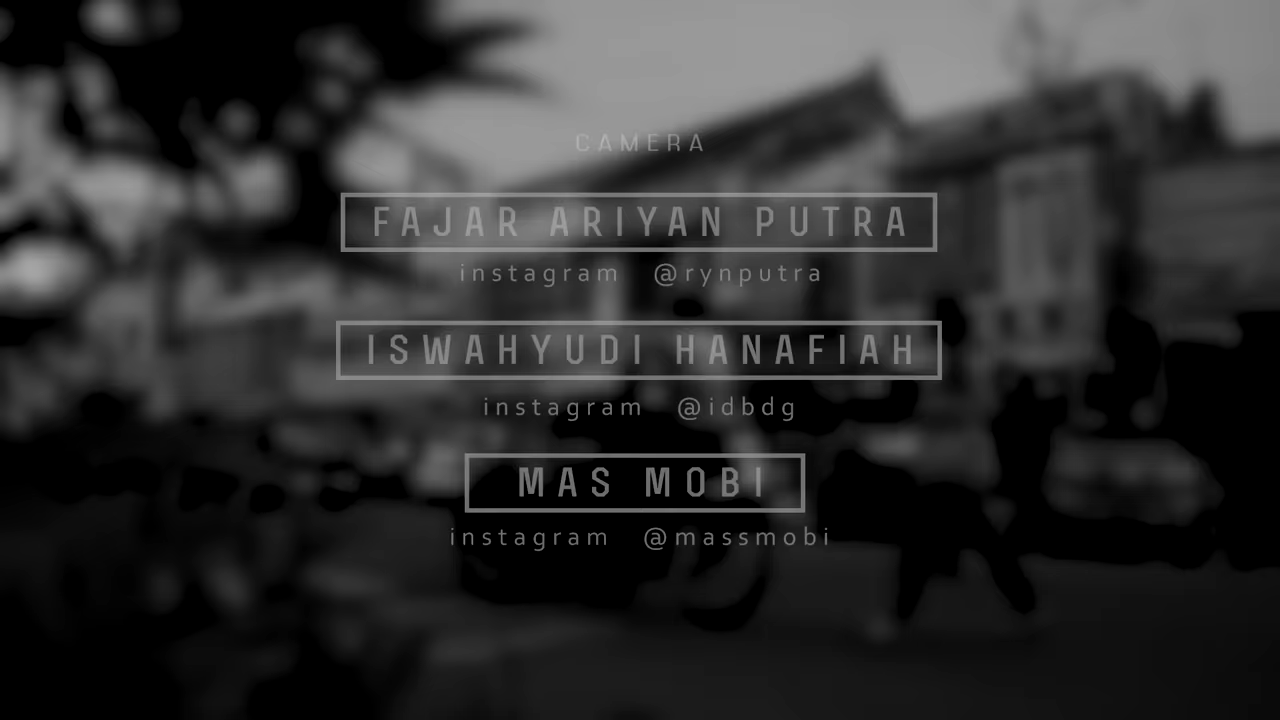 CAMERA
FAJAR ARIYAN PUTRA
instagram @rynputra
ISWAHYUDI HANAFIAH
instagram @idbdg
MAS MOBI
instagram @massmobi